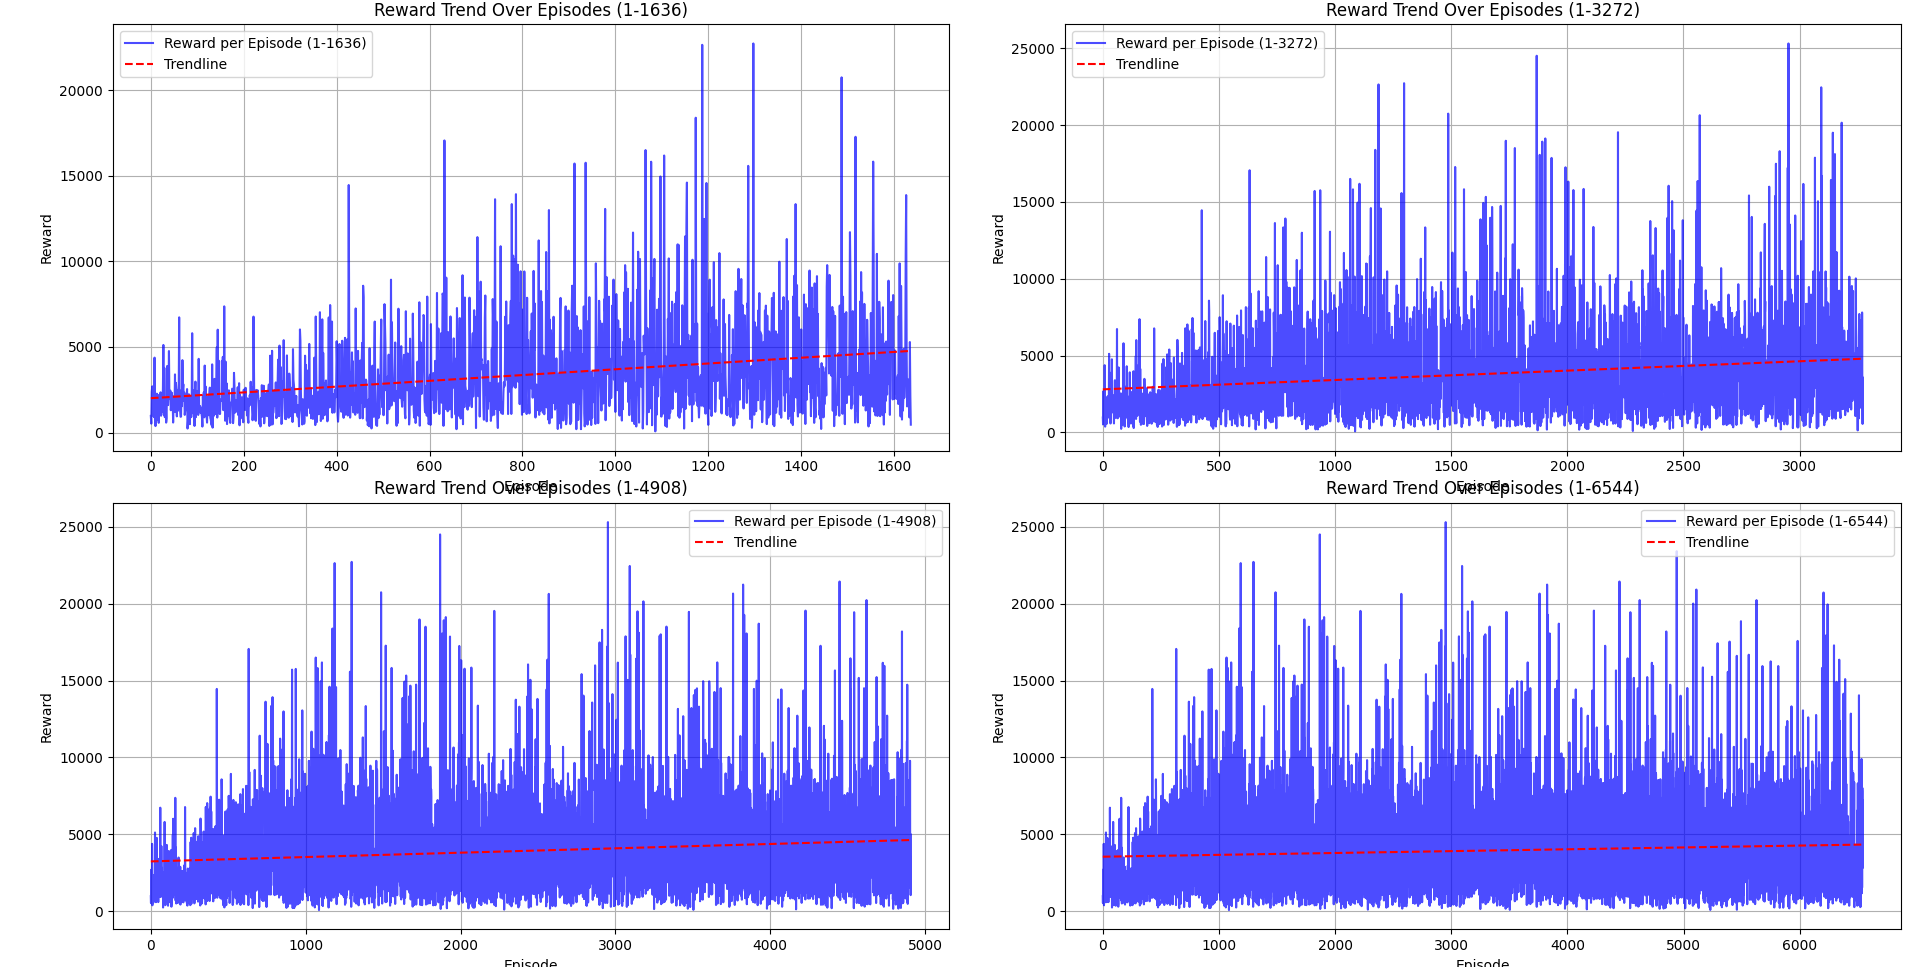 Reward Trend Over Episodes (1-1636)
Reward per Episode (1-1636)
Trendline
Reward
20000
15000
10000
5000
0
0 200 400 600 800 1000 1200 1400 1600
Episode
Reward Trend Over Episodes (1-3272)
Reward per Episode (1-3272)
Trendline
Reward
25000
20000
15000
10000
5000
0
0 500 1000 1500 2000 2500 3000
Episode
Reward Trend Over Episodes (1-4908)
Reward per Episode (1-4908)
Trendline
Reward
25000
20000
15000
10000
5000
0
0 1000 2000 3000 4000 5000
Episode
Reward Trend Over Episodes (1-6544)
Reward per Episode (1-6544)
Trendline
Reward
25000
20000
15000
10000
5000
0
0 1000 2000 3000 4000 5000 6000
Episode